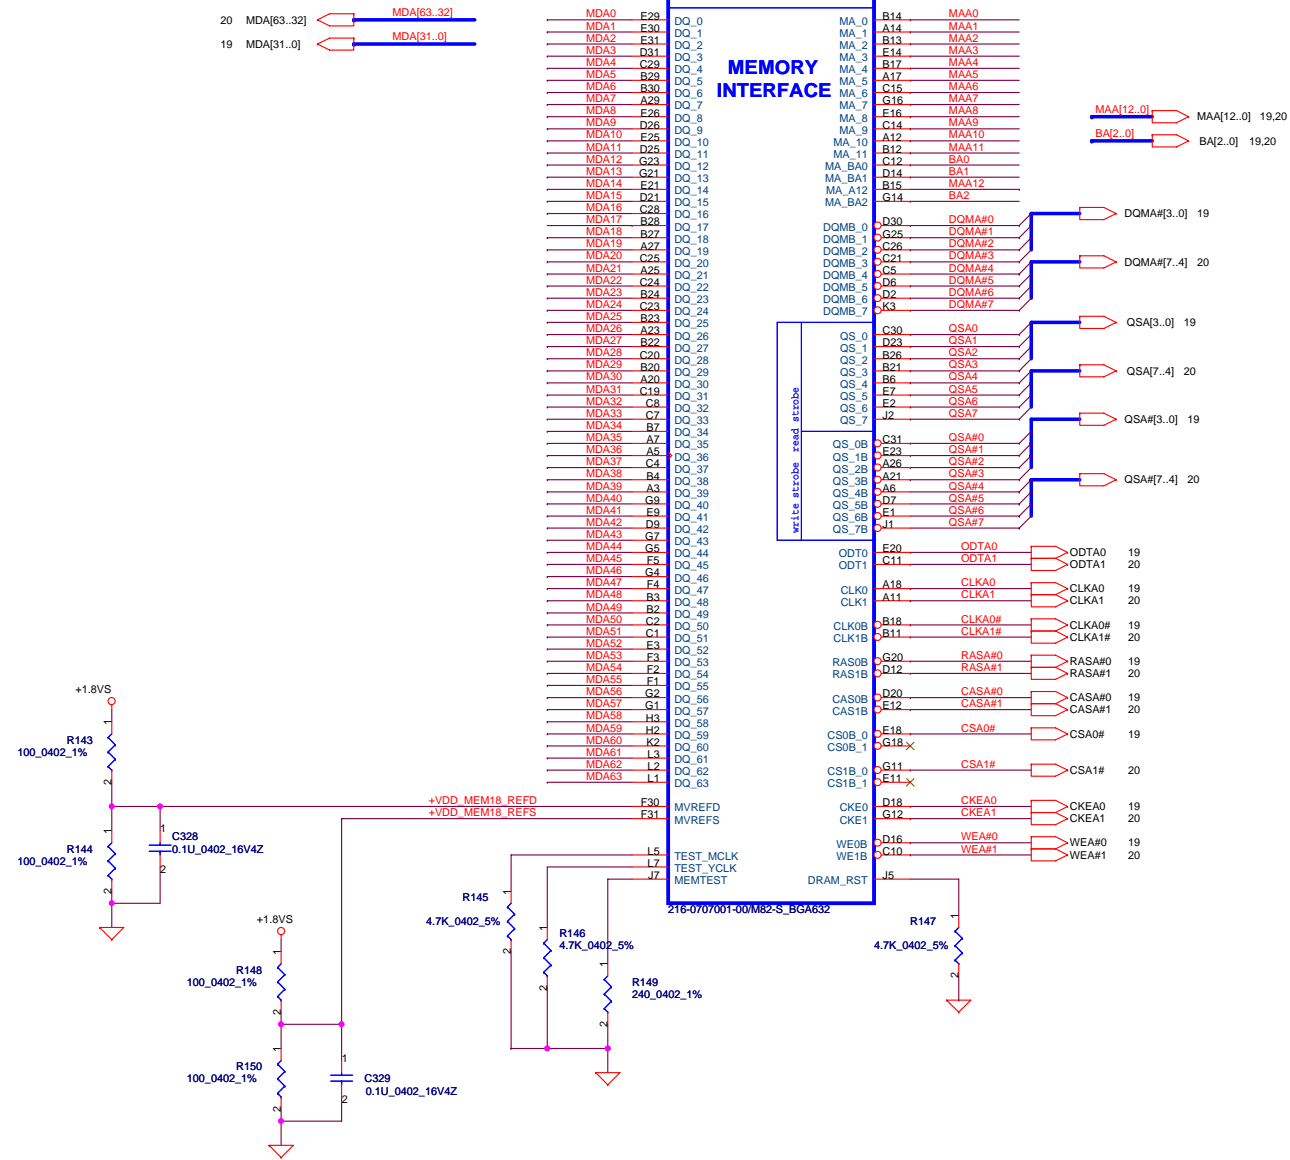 20 MDA[63..32] MDA[63..32]
19 MDA[31..0] MDA[31..0]
MEMORY
INTERFACE
MDA0 E29 DQ_0
MDA1 E30 DQ_1
MDA2 E31 DQ_2
MDA3 D31 DQ_3
MDA4 C29 DQ_4
MDA5 B29 DQ_5
MDA6 B30 DQ_6
MDA7 A29 DQ_7
MDA8 E26 DQ_8
MDA9 D26 DQ_9
MDA10 E25 DQ_10
MDA11 D25 DQ_11
MDA12 G23 DQ_12
MDA13 G21 DQ_13
MDA14 E21 DQ_14
MDA15 D21 DQ_15
MDA16 C28 DQ_16
MDA17 B28 DQ_17
MDA18 B27 DQ_18
MDA19 A27 DQ_19
MDA20 C25 DQ_20
MDA21 A25 DQ_21
MDA22 C24 DQ_22
MDA23 B24 DQ_23
MDA24 C23 DQ_24
MDA25 B23 DQ_25
MDA26 A23 DQ_26
MDA27 B22 DQ_27
MDA28 C20 DQ_28
MDA29 B20 DQ_29
MDA30 A20 DQ_30
MDA31 C19 DQ_31
MDA32 C8 DQ_32
MDA33 C7 DQ_33
MDA34 B7 DQ_34
MDA35 A7 DQ_35
MDA36 A5 DQ_36
MDA37 C4 DQ_37
MDA38 B4 DQ_38
MDA39 A3 DQ_39
MDA40 G9 DQ_40
MDA41 E9 DQ_41
MDA42 D9 DQ_42
MDA43 G7 DQ_43
MDA44 G5 DQ_44
MDA45 F5 DQ_45
MDA46 G4 DQ_46
MDA47 F4 DQ_47
MDA48 B3 DQ_48
MDA49 B2 DQ_49
MDA50 C2 DQ_50
MDA51 C1 DQ_51
MDA52 E3 DQ_52
MDA53 F3 DQ_53
MDA54 F2 DQ_54
MDA55 F1 DQ_55
MDA56 G2 DQ_56
MDA57 G1 DQ_57
MDA58 H3 DQ_58
MDA59 H2 DQ_59
MDA60 K2 DQ_60
MDA61 L3 DQ_61
MDA62 L2 DQ_62
MDA63 L1 DQ_63
+VDD_MEM18_REFD F30 MVREFD
+VDD_MEM18_REFS F31 MVREFS
L5 TEST_MCLK
L7 TEST_YCLK
J7 MEMTEST
MA_0 B14 MAA0
MA_1 A14 MAA1
MA_2 B13 MAA2
MA_3 E14 MAA3
MA_4 B17 MAA4
MA_5 A17 MAA5
MA_6 C15 MAA6
MA_7 G16 MAA7
MA_8 E16 MAA8
MA_9 C14 MAA9
MA_10 A12 MAA10
MA_11 B12 MAA11
MA_BA0 C12 BA0
MA_BA1 D14 BA1
MA_A12 B15 MAA12
MA_BA2 G14 BA2
DQMB_0 D30 DQMA#0
DQMB_1 G25 DQMA#1
DQMB_2 C26 DQMA#2
DQMB_3 C21 DQMA#3
DQMB_4 C5 DQMA#4
DQMB_5 D6 DQMA#5
DQMB_6 D2 DQMA#6
DQMB_7 K3 DQMA#7
read strobe
QS_0 C30 QSA0
QS_1 D23 QSA1
QS_2 B26 QSA2
QS_3 B21 QSA3
QS_4 B6 QSA4
QS_5 E7 QSA5
QS_6 E2 QSA6
QS_7 J2 QSA7
write strobe
QS_0B C31 QSA#0
QS_1B E23 QSA#1
QS_2B A26 QSA#2
QS_3B A21 QSA#3
QS_4B A6 QSA#4
QS_5B D7 QSA#5
QS_6B E1 QSA#6
QS_7B J1 QSA#7
ODT0 E20 ODTA0 ODTA0 19
ODT1 C11 ODTA1 ODTA1 20
CLK0 A18 CLKA0 CLKA0 19
CLK1 A11 CLKA1 CLKA1 20
CLK0B B18 CLKA0# CLKA0# 19
CLK1B B11 CLKA1# CLKA1# 20
RAS0B G20 RASA#0 RASA#0 19
RAS1B D12 RASA#1 RASA#1 20
CAS0B D20 CASA#0 CASA#0 19
CAS1B E12 CASA#1 CASA#1 20
CS0B_0 E18 CSA0# CSA0# 19
CS0B_1 G18
CS1B_0 G11 CSA1# CSA1# 20
CS1B_1 E11
CKE0 D18 CKEA0 CKEA0 19
CKE1 G12 CKEA1 CKEA1 20
WE0B D16 WEA#0 WEA#0 19
WE1B C10 WEA#1 WEA#1 20
DRAM_RST J5
216-0707001-00/M82-S_BGA632
MAA[12..0] MAA[12..0] 19,20
BA[2..0] BA[2..0] 19,20
DQMA#[3..0] 19
DQMA#[7..4] 20
QSA[3..0] 19
QSA[7..4] 20
QSA#[3..0] 19
QSA#[7..4] 20
+1.8VS
1
R143
100_0402_1%
2
1
R144
100_0402_1%
2
1
C328
0.1U_0402_16V4Z
2
+1.8VS
1
R148
100_0402_1%
2
1
R150
100_0402_1%
2
1
C329
0.1U_0402_16V4Z
2
1
R145
4.7K_0402_5%
2
1
R146
4.7K_0402_5%
2
1
R149
240_0402_1%
2
1
R147
4.7K_0402_5%
2